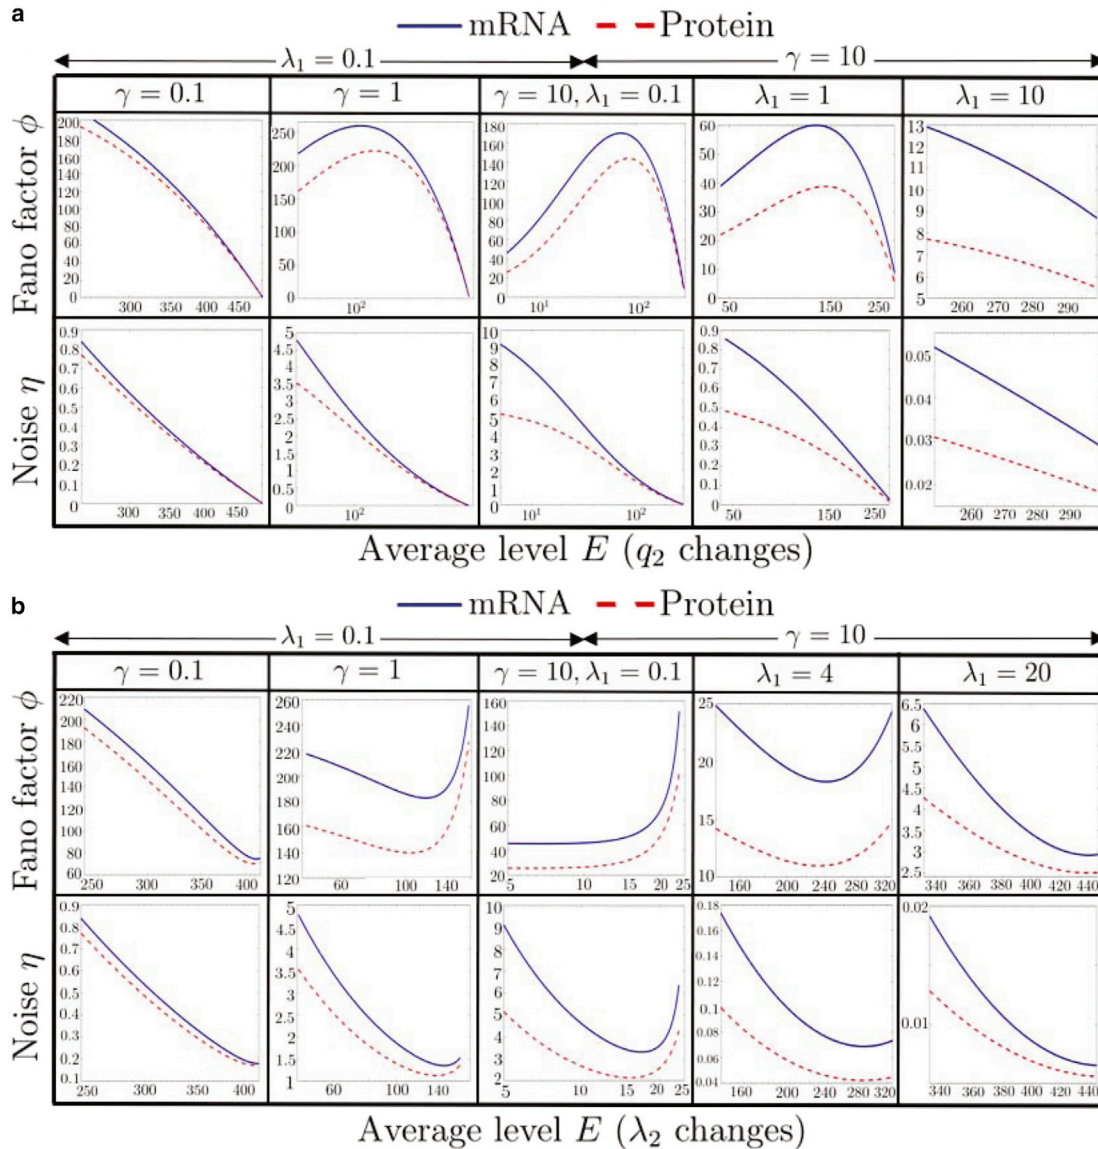 a
mRNA Protein
λ₁ = 0.1 γ = 10
γ = 0.1 γ = 1 γ = 10, λ₁ = 0.1 λ₁ = 1 λ₁ = 10
Fano factor ϕ
200 180 160 140 120 100 80 60 40 20 0
300 350 400 450
250 200 150 100 50 0
10²
180 160 140 120 100 90 80 60 40 20 0
10¹ 10²
60 50 40 30 20 10 0
50 150 250
13 12 11 10 9 8 7 6 5
260 270 280 290
Noise η
0.9 0.8 0.7 0.6 0.5 0.4 0.3 0.2 0.1 0
300 350 400 450
5 4 3.5 3 2.5 2 1.5 1 0.5 0
10²
10 9 8 7 6 5 4 3 2 1 0
10¹ 10²
0.9 0.8 0.7 0.6 0.5 0.4 0.3 0.2 0.1 0
50 150 250
0.05 0.04 0.03 0.02
260 270 280 290
Average level E (q₂ changes)
b
mRNA Protein
λ₁ = 0.1 γ = 10
γ = 0.1 γ = 1 γ = 10, λ₁ = 0.1 λ₁ = 4 λ₁ = 20
Fano factor ϕ
220 200 180 160 140 120 100 80 60
250 300 350 400
260 240 220 200 180 160 140 120
60 100 140
160 140 120 100 80 60 40 20
5 10 15 20 25
25 20 15 10
160 200 240 280 320
6.5 6 5.5 5 4.5 4 3.5 3 2.5
340 360 380 400 420 440
Noise η
0.9 0.8 0.7 0.6 0.5 0.4 0.3 0.2 0.1
250 300 350 400
5 4.5 4 3.5 3 2.5 2 1.5 1
60 100 140
10 9 8 7 6 5 4 3 2
5 10 15 20 25
0.18 0.16 0.14 0.12 0.1 0.08 0.06 0.04
160 200 240 280 320
0.02 0.01
340 360 380 400 420 440
Average level E (λ₂ changes)